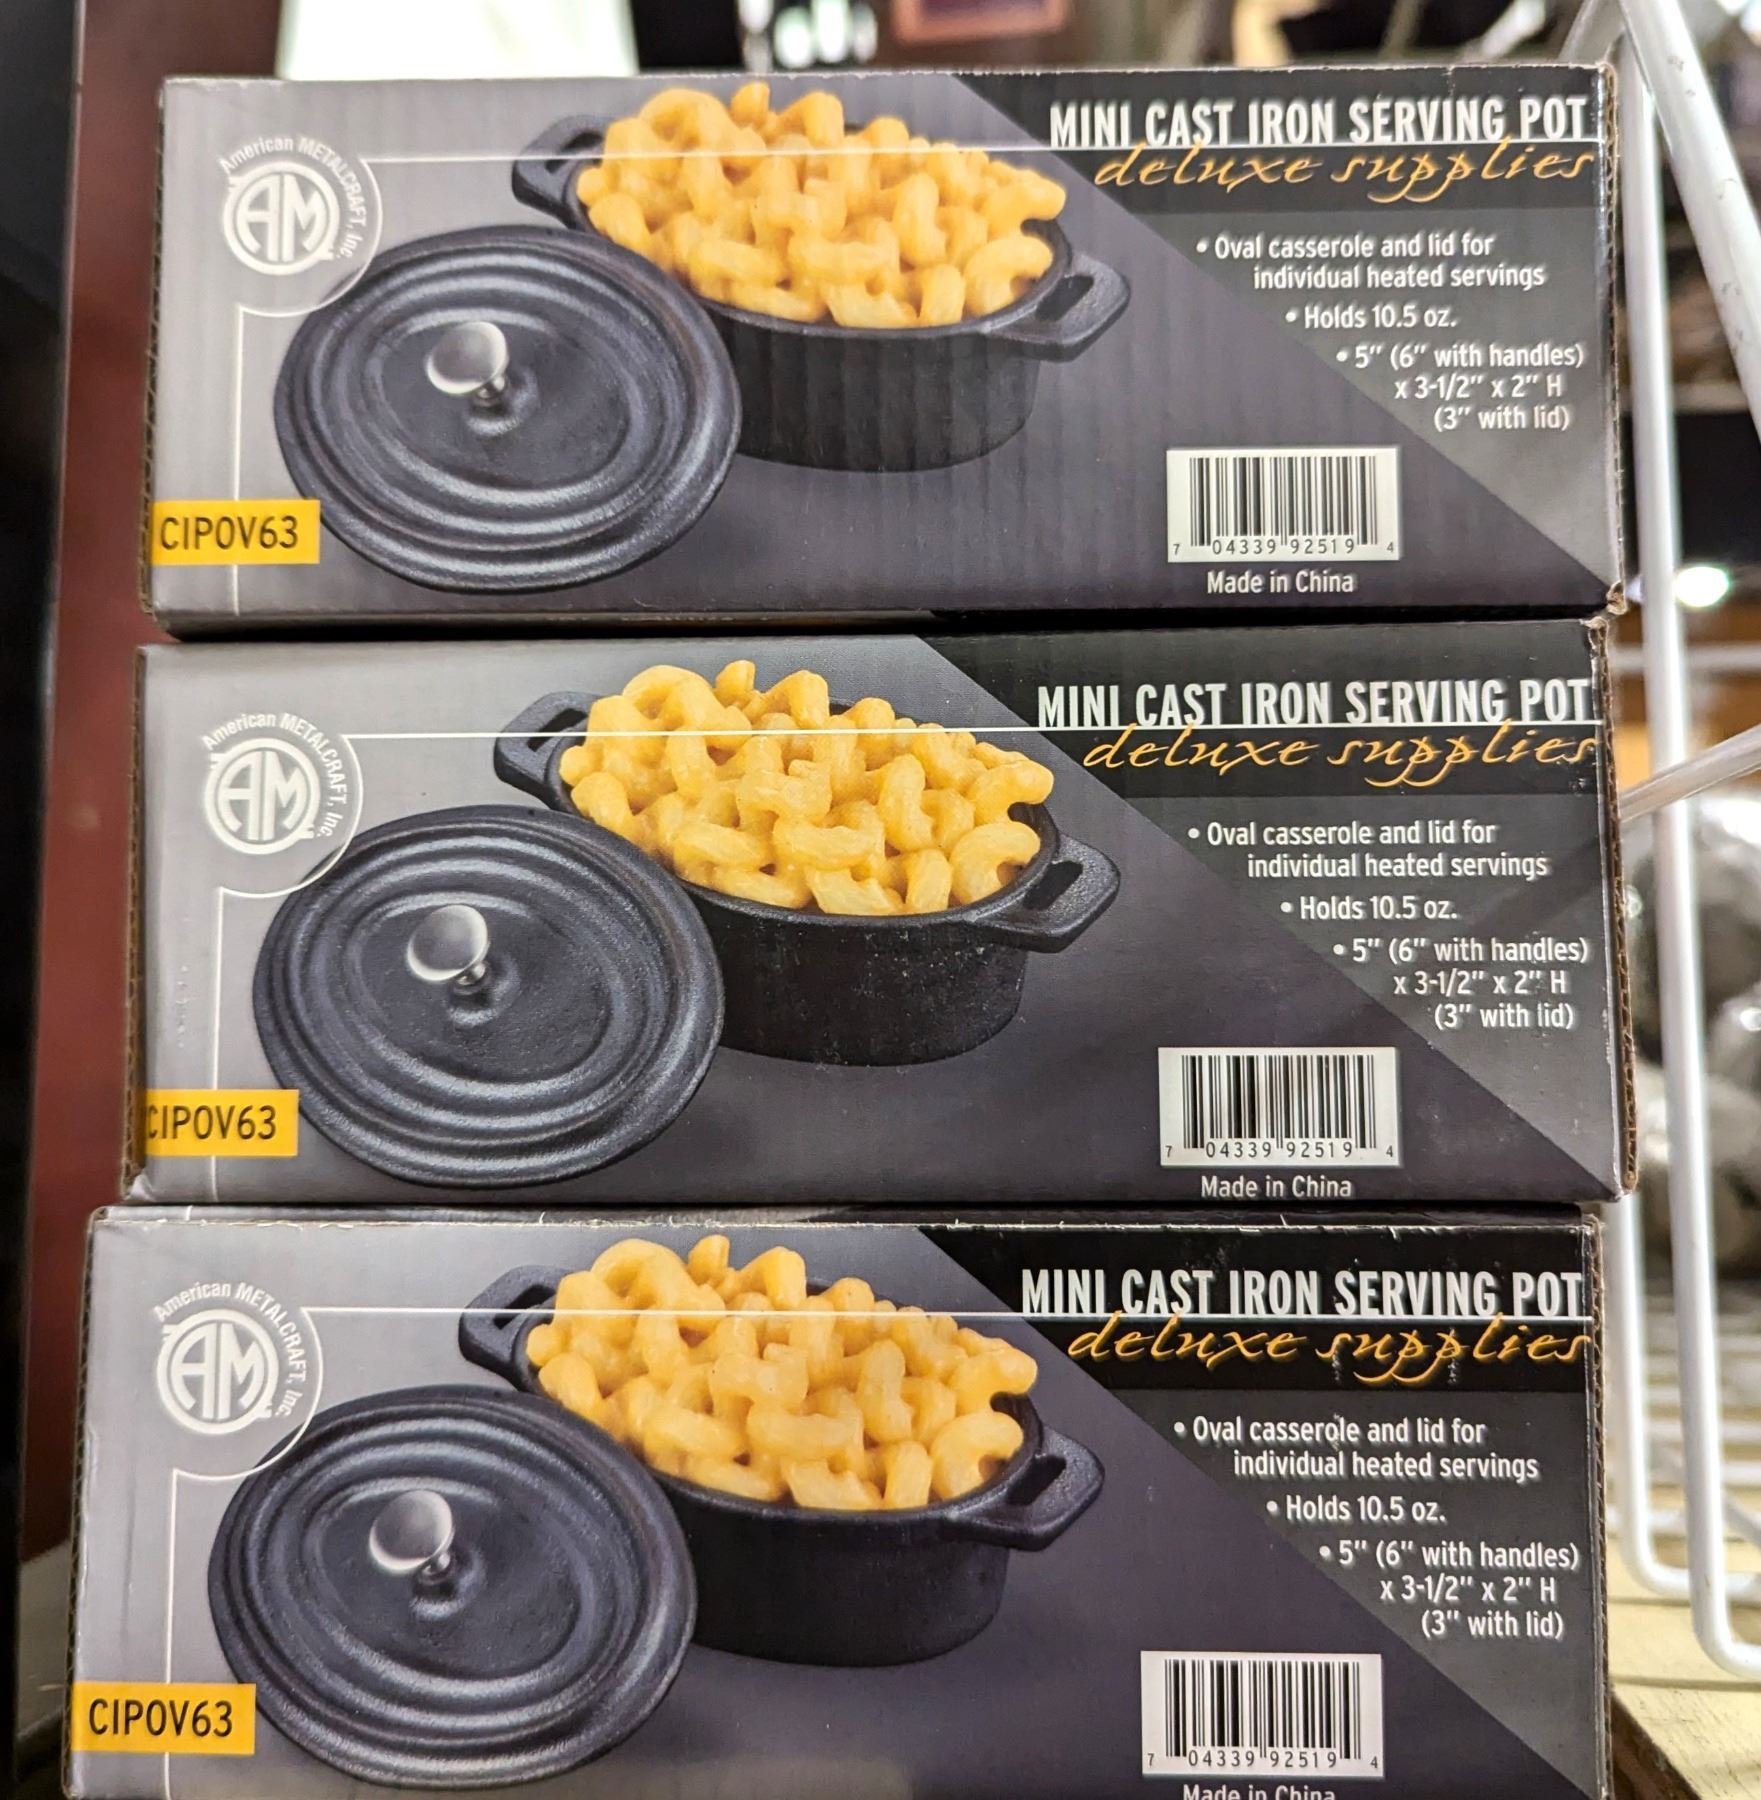 American METALCRAFT, Inc.
AM
MINI CAST IRON SERVING POT
deluxe supplies
• Oval casserole and lid for
individual heated servings
• Holds 10.5 oz.
• 5" (6" with handles)
x 3-1/2" x 2" H
(3" with lid)
CIPOV63
7 04339 92519 4
Made in China
American METALCRAFT, Inc.
AM
MINI CAST IRON SERVING POT
deluxe supplies
• Oval casserole and lid for
individual heated servings
• Holds 10.5 oz.
• 5" (6" with handles)
x 3-1/2" x 2" H
(3" with lid)
CIPOV63
7 04339 92519 4
Made in China
American METALCRAFT, Inc.
AM
MINI CAST IRON SERVING POT
deluxe supplies
• Oval casserole and lid for
individual heated servings
• Holds 10.5 oz.
• 5" (6" with handles)
x 3-1/2" x 2" H
(3" with lid)
CIPOV63
7 04339 92519 4
Made in China